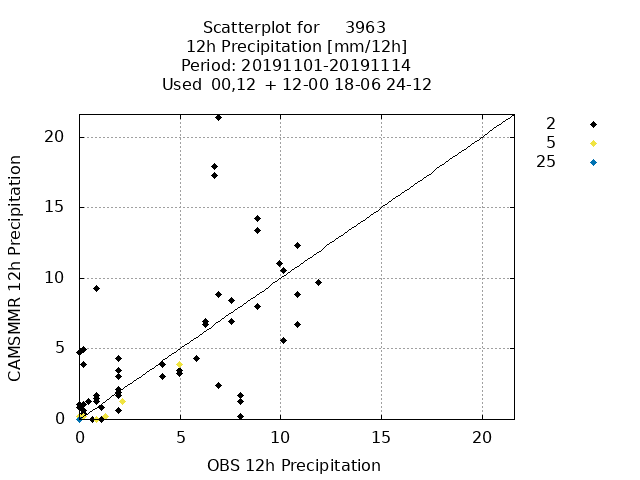 Scatterplot for 3963
12h Precipitation [mm/12h]
Period: 20191101-20191114
Used 00,12 + 12-00 18-06 24-12
2
5
25
CAMSMMR 12h Precipitation
20
15
10
5
0
0 5 10 15 20
OBS 12h Precipitation